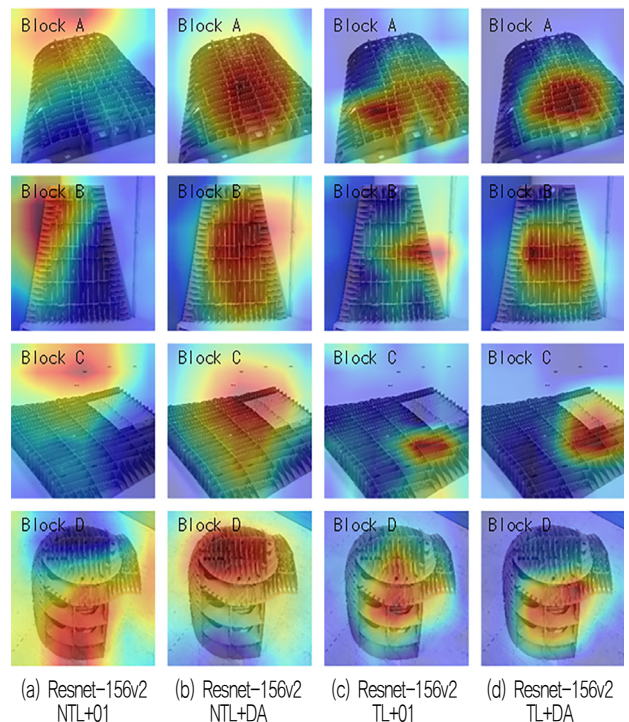 Block A Block A Block A Block A
Block B Block B Block B Block B
Block C Block C Block C Block C
Block D Block D Block D Block D
(a) Resnet-156v2 (b) Resnet-156v2 (c) Resnet-156v2 (d) Resnet-156v2
NTL+01 NTL+DA TL+01 TL+DA